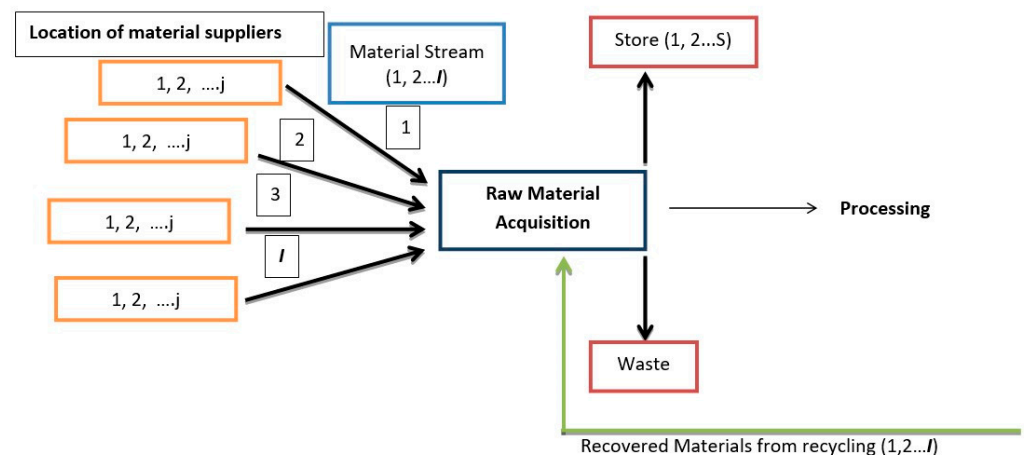 Location of material suppliers
Material Stream
(1, 2...I)
Store (1, 2...S)
1, 2, ....j
1
1, 2, ....j
2
3
Raw Material
Acquisition
Processing
1, 2, ....j
I
1, 2, ....j
Waste
Recovered Materials from recycling (1,2...I)